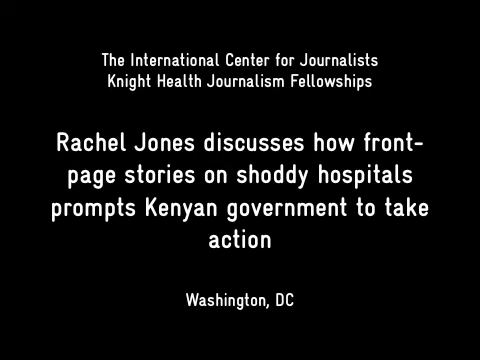 The International Center for Journalists
Knight Health Journalism Fellowships
Rachel Jones discusses how front-
page stories on shoddy hospitals
prompts Kenyan government to take
action
Washington, DC